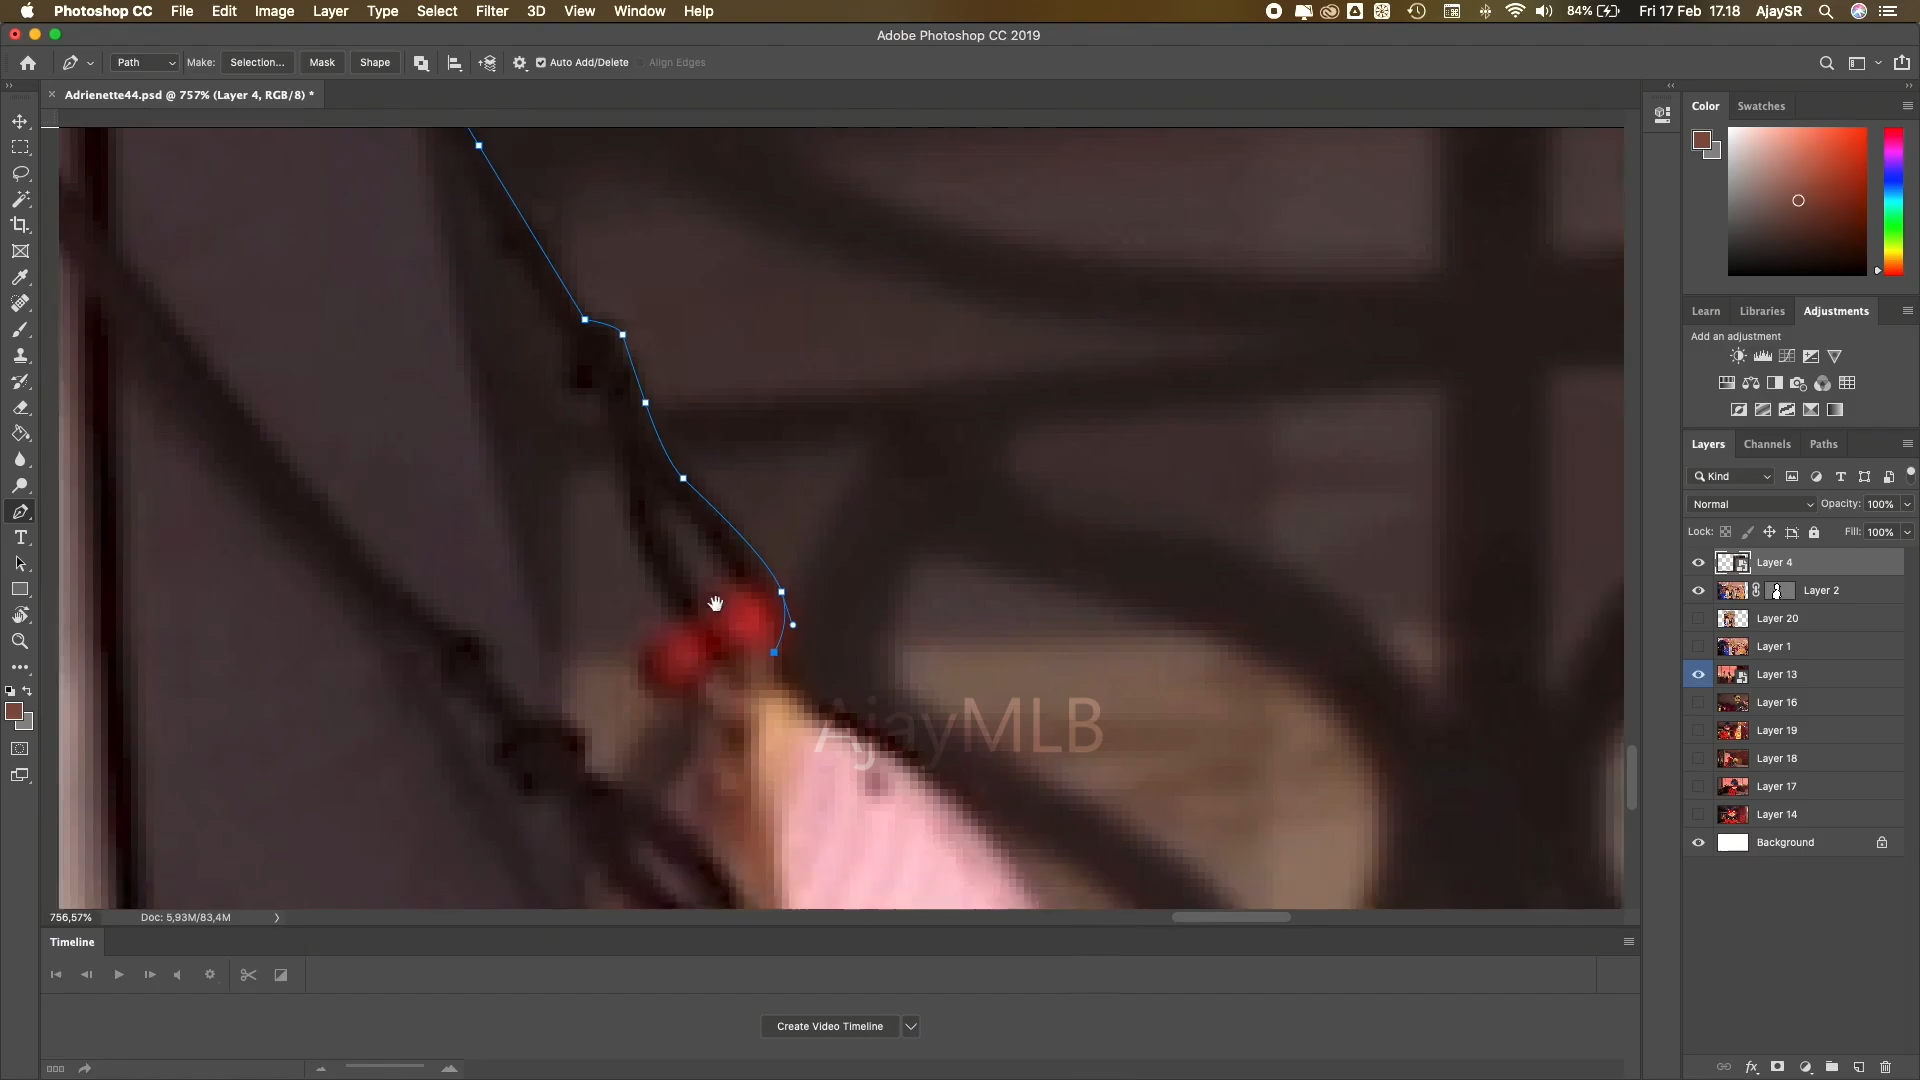 Photoshop CC File Edit Image Layer Type Select Filter 3D View Window Help 84% Fri 17 Feb 17.18 AjaySR
Adobe Photoshop CC 2019
Path Make: Selection... Mask Shape Auto Add/Delete Align Edges
Adrienette44.psd @ 757% (Layer 4, RGB/8) *
Color Swatches
Learn Libraries Adjustments
Add an adjustment
Layers Channels Paths
Kind
Normal Opacity: 100%
Lock: Fill: 100%
Layer 4
Layer 2
Layer 20
Layer 1
Layer 13
Layer 16
Layer 19
Layer 18
Layer 17
Layer 14
Background
AjayMLB
756,57% Doc: 5,93M/83,4M
Timeline
Create Video Timeline